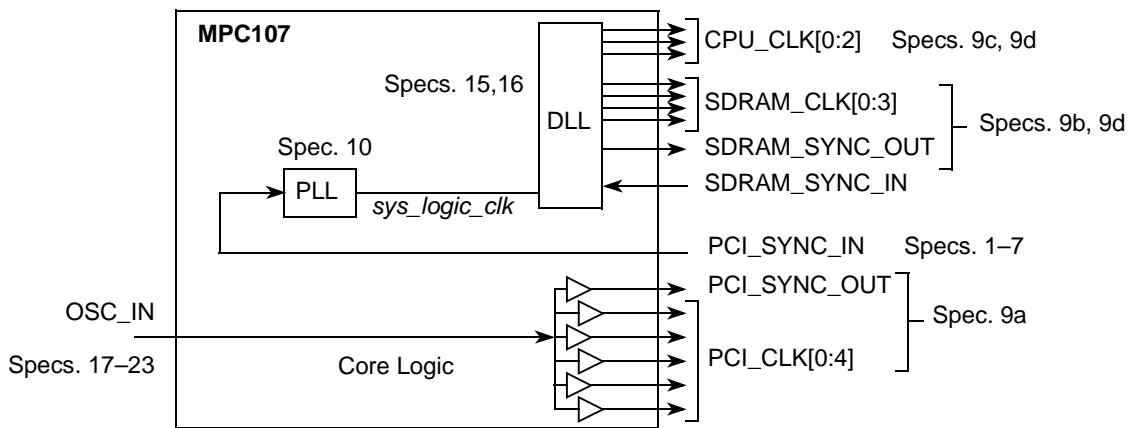 MPC107
CPU_CLK[0:2] Specs. 9c, 9d
Specs. 15,16
SDRAM_CLK[0:3]
DLL
Specs. 9b, 9d
Spec. 10
SDRAM_SYNC_OUT
PLL
SDRAM_SYNC_IN
sys_logic_clk
PCI_SYNC_IN Specs. 1–7
PCI_SYNC_OUT
OSC_IN
Spec. 9a
Specs. 17–23
Core Logic
PCI_CLK[0:4]